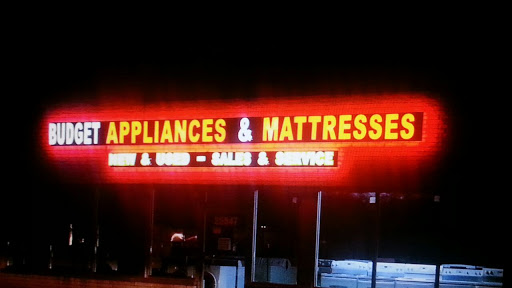 BUDGET APPLIANCES & MATTRESSES
NEW & USED - SALES & SERVICE